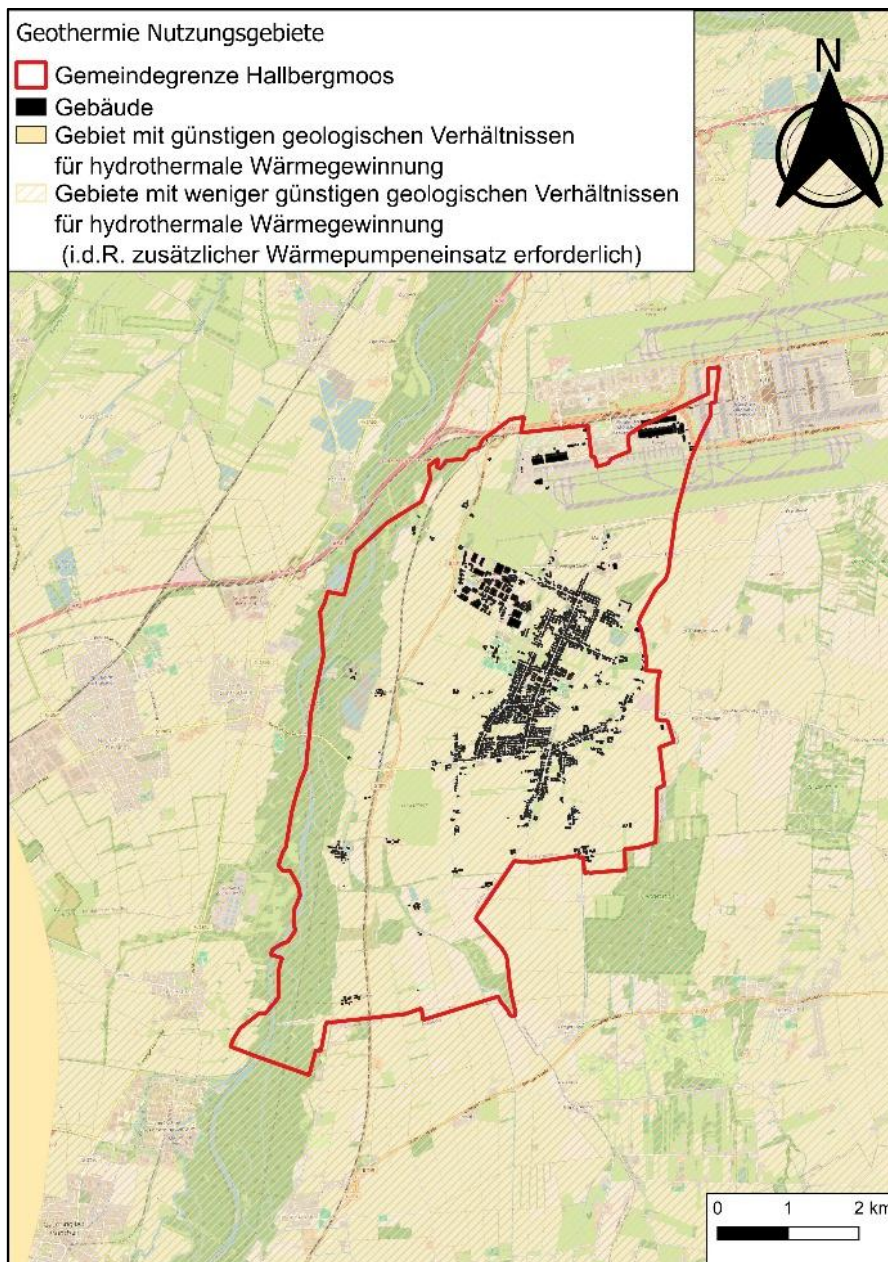 Geothermie Nutzungsgebiete
Gemeindegrenze Hallbergmoos
Gebäude
Gebiet mit günstigen geologischen Verhältnissen
für hydrothermale Wärmegewinnung
Gebiete mit weniger günstigen geologischen Verhältnissen
für hydrothermale Wärmegewinnung
(i.d.R. zusätzlicher Wärmepumpeneinsatz erforderlich)
N
0 1 2 km